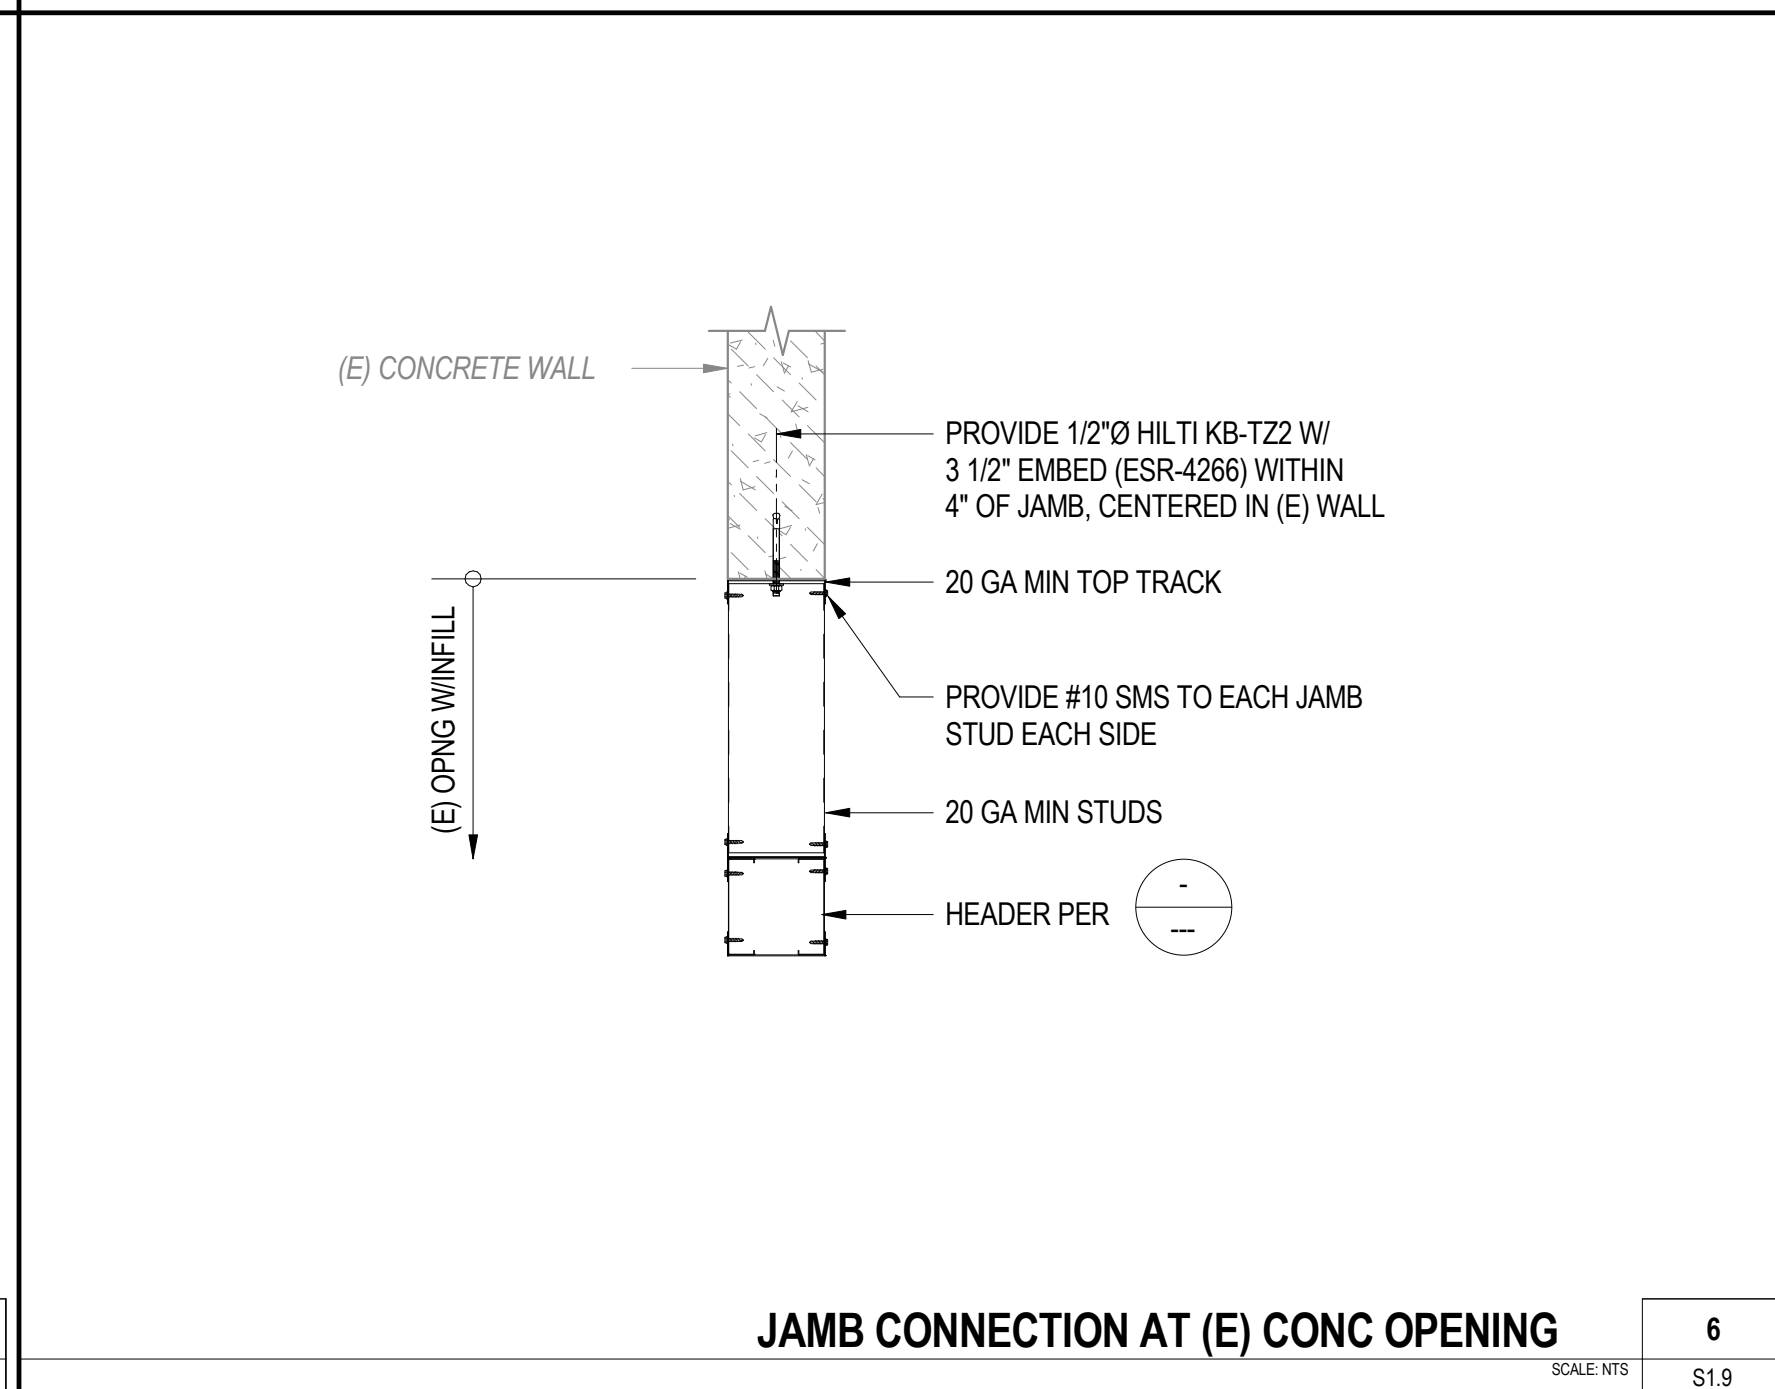 (E) CONCRETE WALL
PROVIDE 1/2"Ø HILTI KB-TZ2 W/
3 1/2" EMBED (ESR-4266) WITHIN
4" OF JAMB, CENTERED IN (E) WALL
20 GA MIN TOP TRACK
(E) OPNG W/INFILL
PROVIDE #10 SMS TO EACH JAMB
STUD EACH SIDE
20 GA MIN STUDS
HEADER PER
-
---
JAMB CONNECTION AT (E) CONC OPENING
6
SCALE: NTS
S1.9